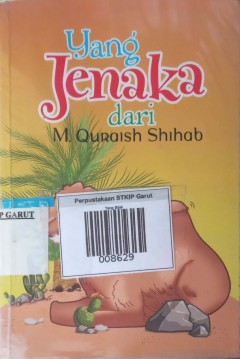 Yang
Jenaka
dari
M. Quraish Shihab
Perpustakaan STKIP Garut
008629
P GARUT